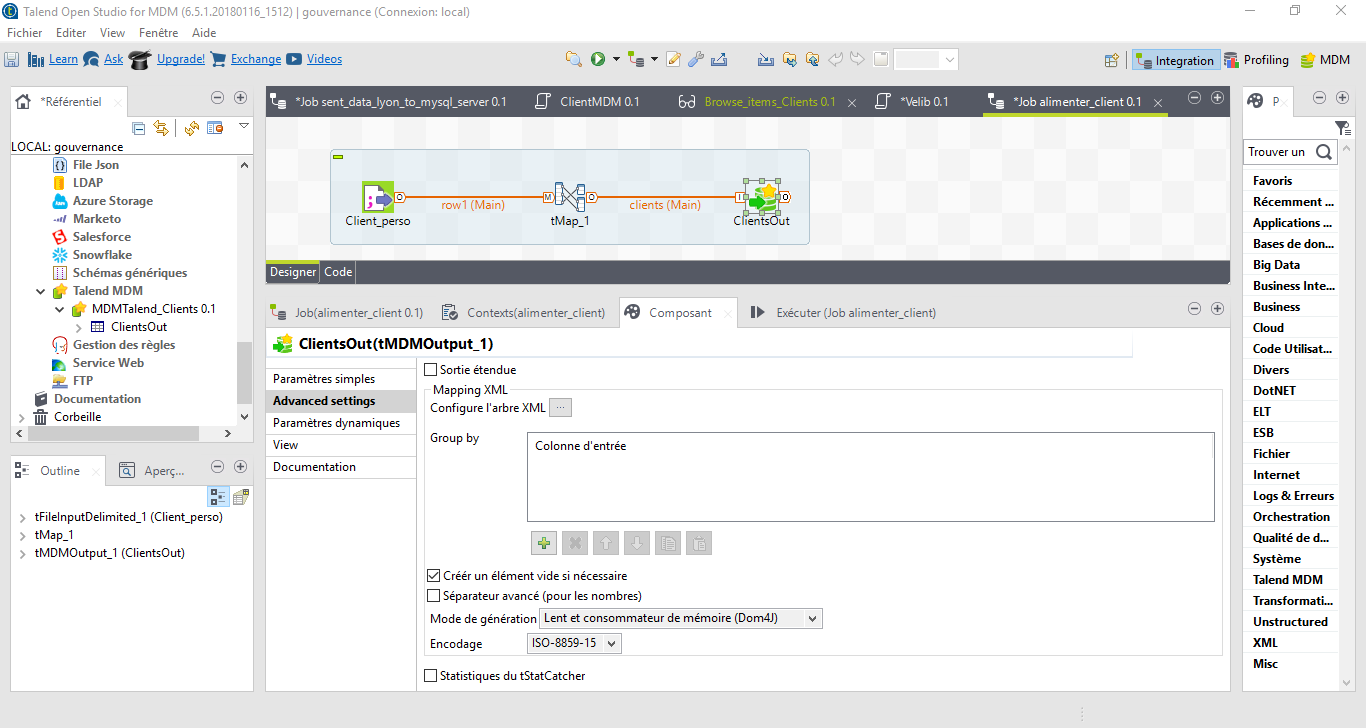 Talend Open Studio for MDM (6.5.1.20180116_1512) | gouvernance (Connexion: local)
Fichier Editer View Fenêtre Aide
Learn Ask Upgrade! Exchange Videos Integration Profiling MDM
*Référentiel
LOCAL: gouvernance
File Json
LDAP
Azure Storage
Marketo
Salesforce
Snowflake
Schémas génériques
Talend MDM
MDMTalend_Clients 0.1
ClientsOut
Gestion des règles
Service Web
FTP
Documentation
Corbeille
Outline Aperç...
tFileInputDelimited_1 (Client_perso)
tMap_1
tMDMOutput_1 (ClientsOut)
*Job sent_data_lyon_to_mysql_server 0.1 ClientMDM 0.1 Browse_items_Clients 0.1 *Velib 0.1 *Job alimenter_client 0.1
O M O I O
row1 (Main) clients (Main)
Client_perso tMap_1 ClientsOut
Designer Code
Job(alimenter_client 0.1) Contexts(alimenter_client) Composant Exécuter (Job alimenter_client)
ClientsOut(tMDMOutput_1)
Paramètres simples
Advanced settings
Paramètres dynamiques
View
Documentation
Sortie étendue
Mapping XML
Configure l'arbre XML ...
Group by
Colonne d'entrée
Créér un élément vide si nécessaire
Séparateur avancé (pour les nombres)
Mode de génération Lent et consommateur de mémoire (Dom4J)
Encodage ISO-8859-15
Statistiques du tStatCatcher
P
Trouver un
Favoris
Récemment ...
Applications ...
Bases de don...
Big Data
Business Inte...
Business
Cloud
Code Utilisat...
Divers
DotNET
ELT
ESB
Fichier
Internet
Logs & Erreurs
Orchestration
Qualité de d...
Système
Talend MDM
Transformati...
Unstructured
XML
Misc